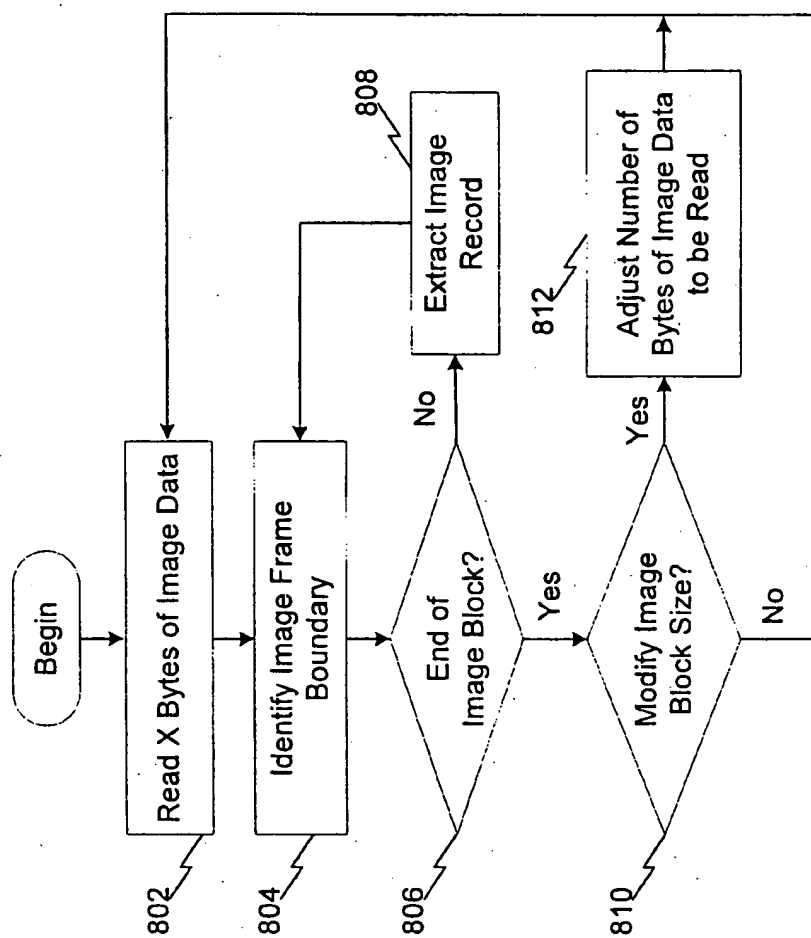 Begin
802
Read X Bytes of Image Data
804
Identify Image Frame
Boundary
806
End of
Image Block?
No
808
Extract Image
Record
Yes
810
Modify Image
Block Size?
Yes
812
Adjust Number of
Bytes of Image Data
to be Read
No